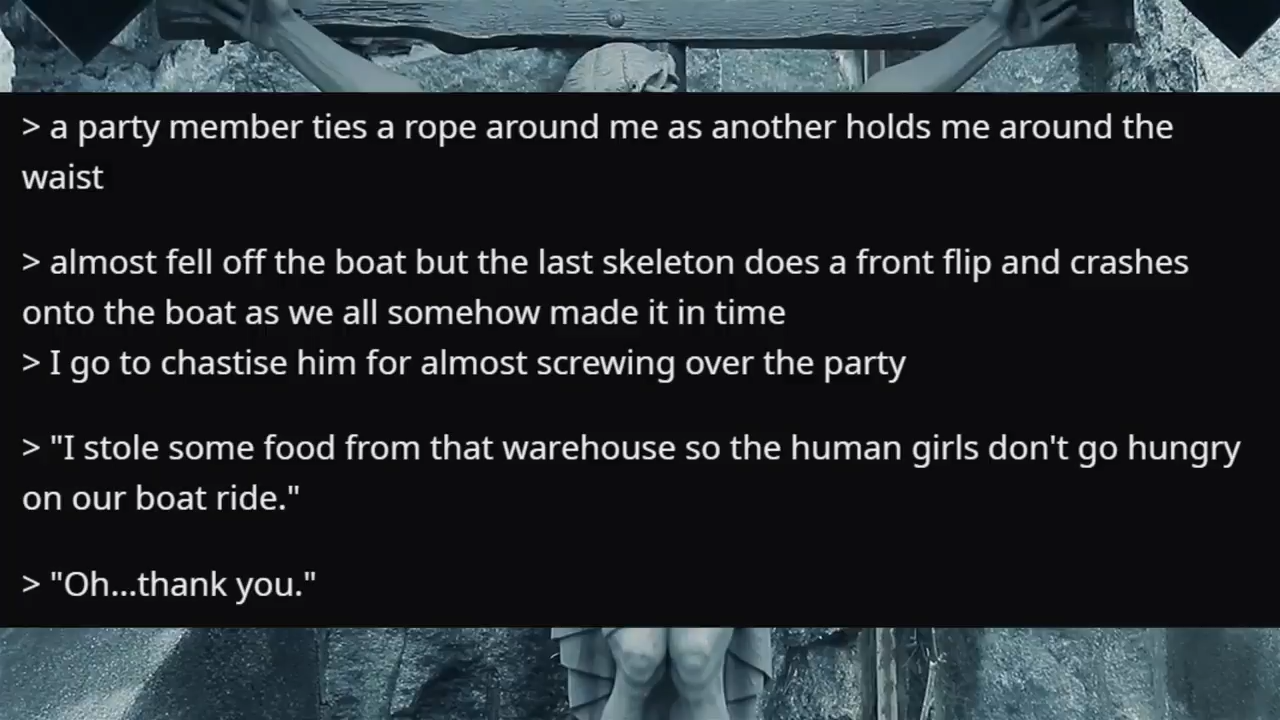 > a party member ties a rope around me as another holds me around the
waist
> almost fell off the boat but the last skeleton does a front flip and crashes
onto the boat as we all somehow made it in time
> I go to chastise him for almost screwing over the party
> "I stole some food from that warehouse so the human girls don't go hungry
on our boat ride."
> "Oh...thank you."